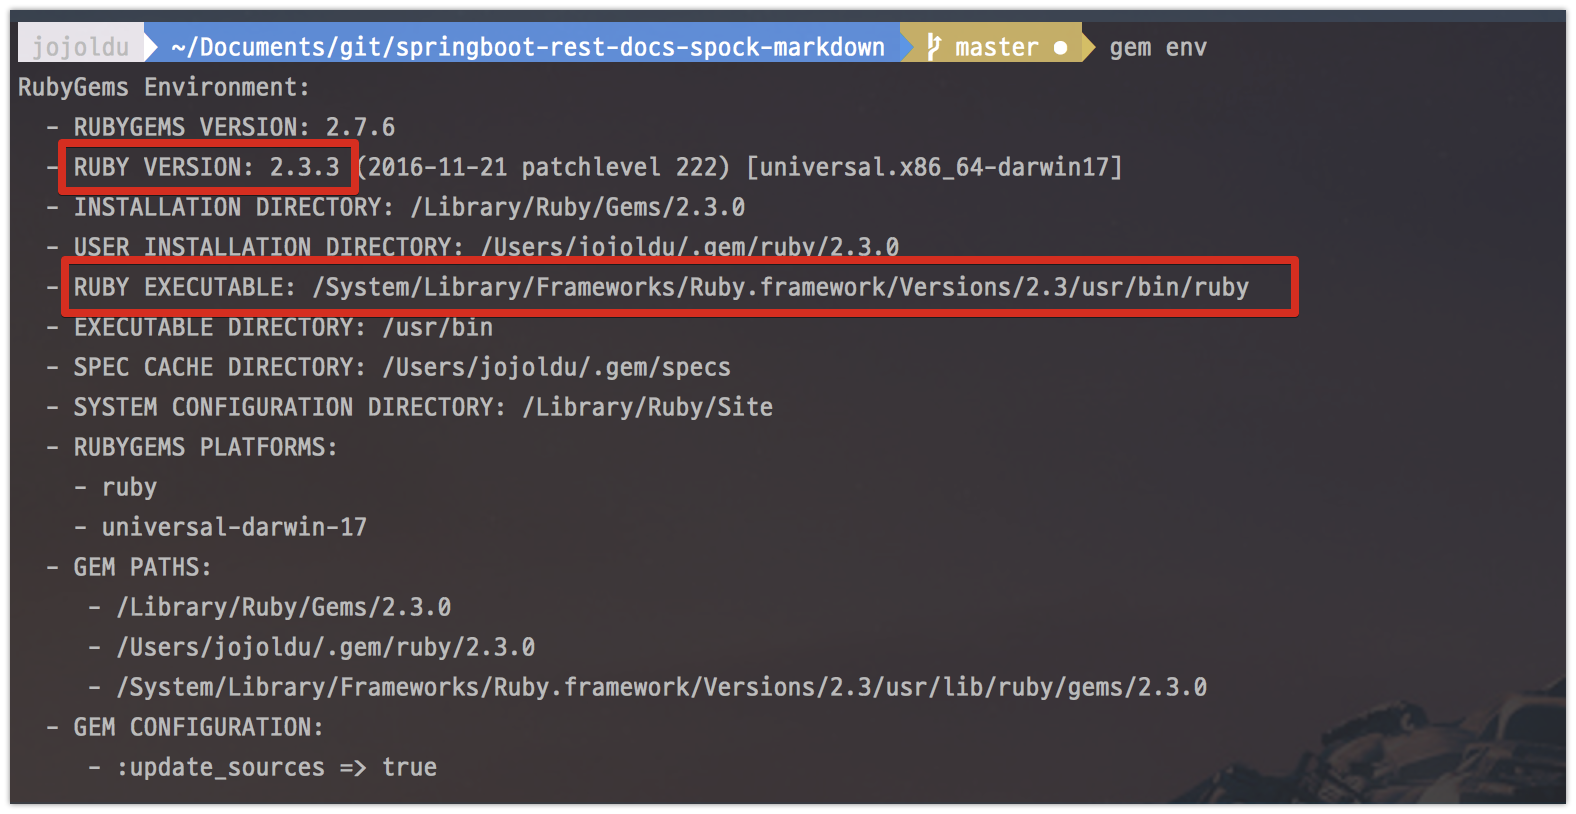 jojoldu ~/Documents/git/springboot-rest-docs-spock-markdown master ● gem env
RubyGems Environment:
- RUBYGEMS VERSION: 2.7.6
- RUBY VERSION: 2.3.3 (2016-11-21 patchlevel 222) [universal.x86_64-darwin17]
- INSTALLATION DIRECTORY: /Library/Ruby/Gems/2.3.0
- USER INSTALLATION DIRECTORY: /Users/jojoldu/.gem/ruby/2.3.0
- RUBY EXECUTABLE: /System/Library/Frameworks/Ruby.framework/Versions/2.3/usr/bin/ruby
- EXECUTABLE DIRECTORY: /usr/bin
- SPEC CACHE DIRECTORY: /Users/jojoldu/.gem/specs
- SYSTEM CONFIGURATION DIRECTORY: /Library/Ruby/Site
- RUBYGEMS PLATFORMS:
- ruby
- universal-darwin-17
- GEM PATHS:
- /Library/Ruby/Gems/2.3.0
- /Users/jojoldu/.gem/ruby/2.3.0
- /System/Library/Frameworks/Ruby.framework/Versions/2.3/usr/lib/ruby/gems/2.3.0
- GEM CONFIGURATION:
- :update_sources => true